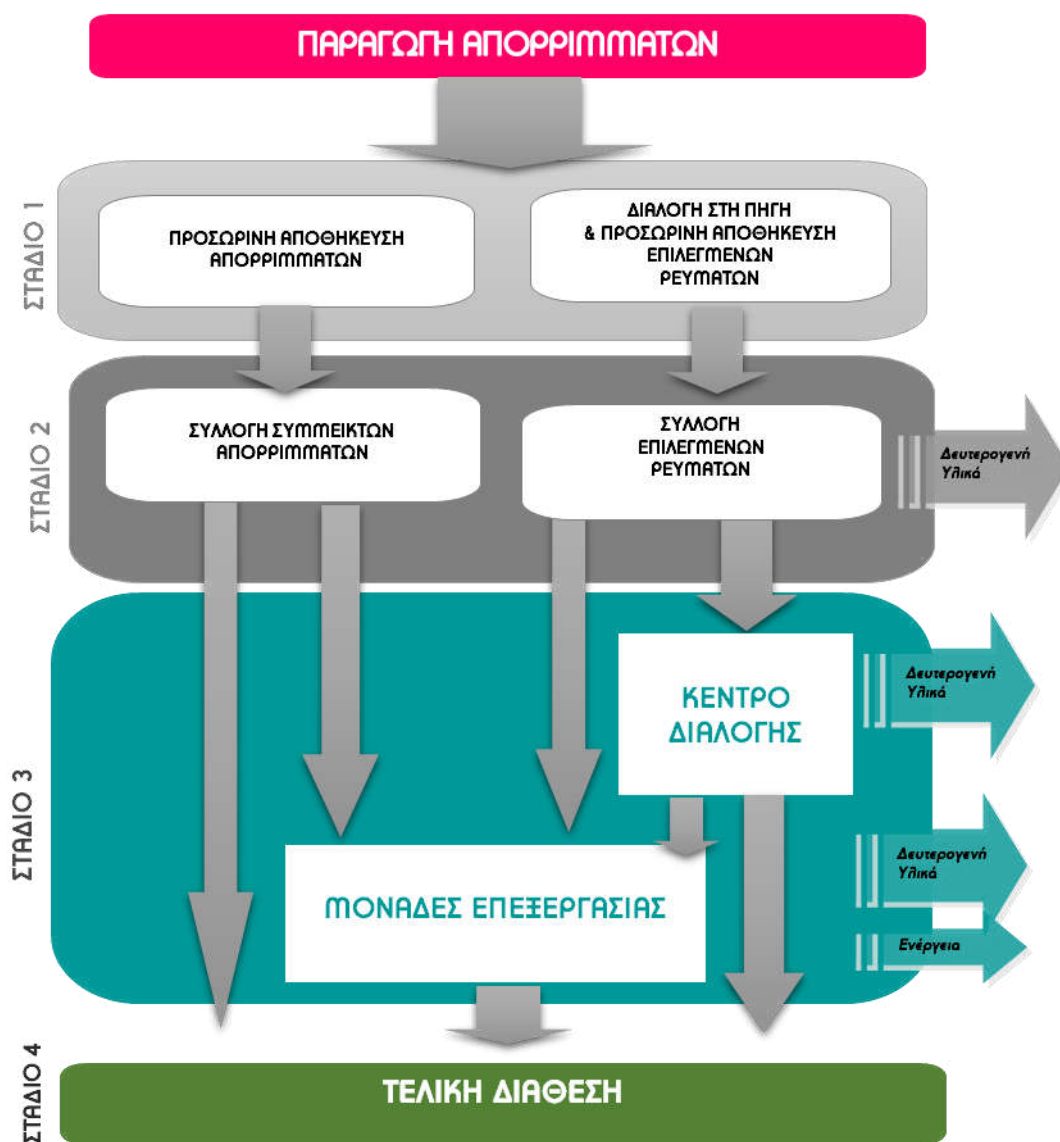 ΠΑΡΑΓΩΓΗ ΑΠΟΡΡΙΜΜΑΤΩΝ
ΣΤΑΔΙΟ 1
ΠΡΟΣΩΡΙΝΗ ΑΠΟΘΗΚΕΥΣΗ
ΑΠΟΡΡΙΜΜΑΤΩΝ
ΔΙΑΛΟΓΗ ΣΤΗ ΠΗΓΗ
& ΠΡΟΣΩΡΙΝΗ ΑΠΟΘΗΚΕΥΣΗ
ΕΠΙΛΕΓΜΕΝΩΝ
ΡΕΥΜΑΤΩΝ
ΣΤΑΔΙΟ 2
ΣΥΛΛΟΓΗ ΣΥΜΜΕΙΚΤΩΝ
ΑΠΟΡΡΙΜΜΑΤΩΝ
ΣΥΛΛΟΓΗ
ΕΠΙΛΕΓΜΕΝΩΝ
ΡΕΥΜΑΤΩΝ
Δευτερογενή
Υλικά
ΣΤΑΔΙΟ 3
ΚΕΝΤΡΟ
ΔΙΑΛΟΓΗΣ
Δευτερογενή
Υλικά
ΜΟΝΑΔΕΣ ΕΠΕΞΕΡΓΑΣΙΑΣ
Δευτερογενή
Υλικά
Ενέργεια
ΣΤΑΔΙΟ 4
ΤΕΛΙΚΗ ΔΙΑΘΕΣΗ